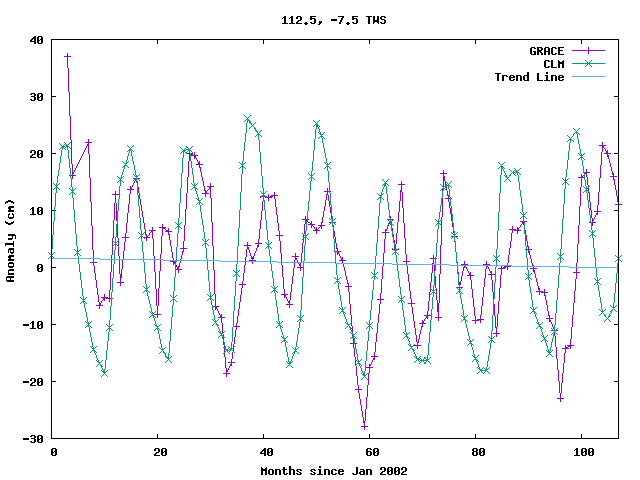 112.5, -7.5 TWS
GRACE
CLM
Trend Line
40
30
20
10
0
-10
-20
-30
Anomaly (cm)
0 20 40 60 80 100
Months since Jan 2002